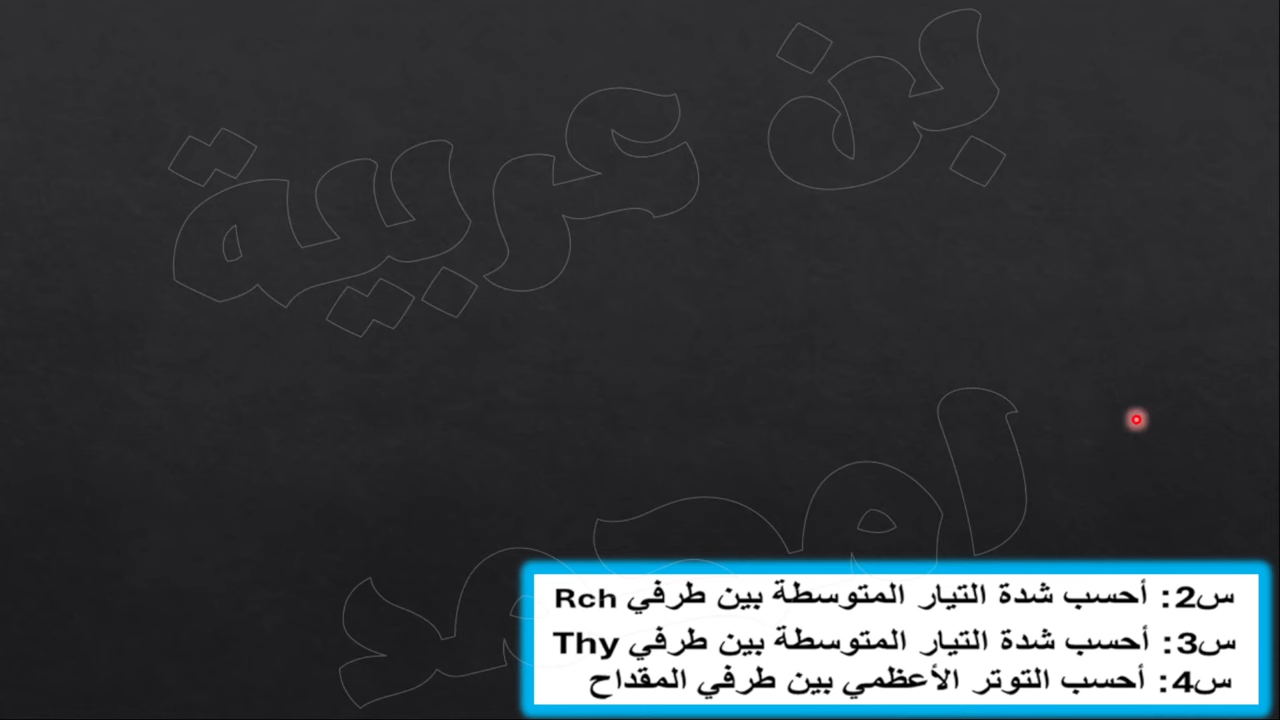 بن عربية
امحمد
س2: أحسب شدة التيار المتوسطة بين طرفي Rch
س3: أحسب شدة التيار المتوسطة بين طرفي Thy
س4: أحسب التوتر الأعظمي بين طرفي المقداح